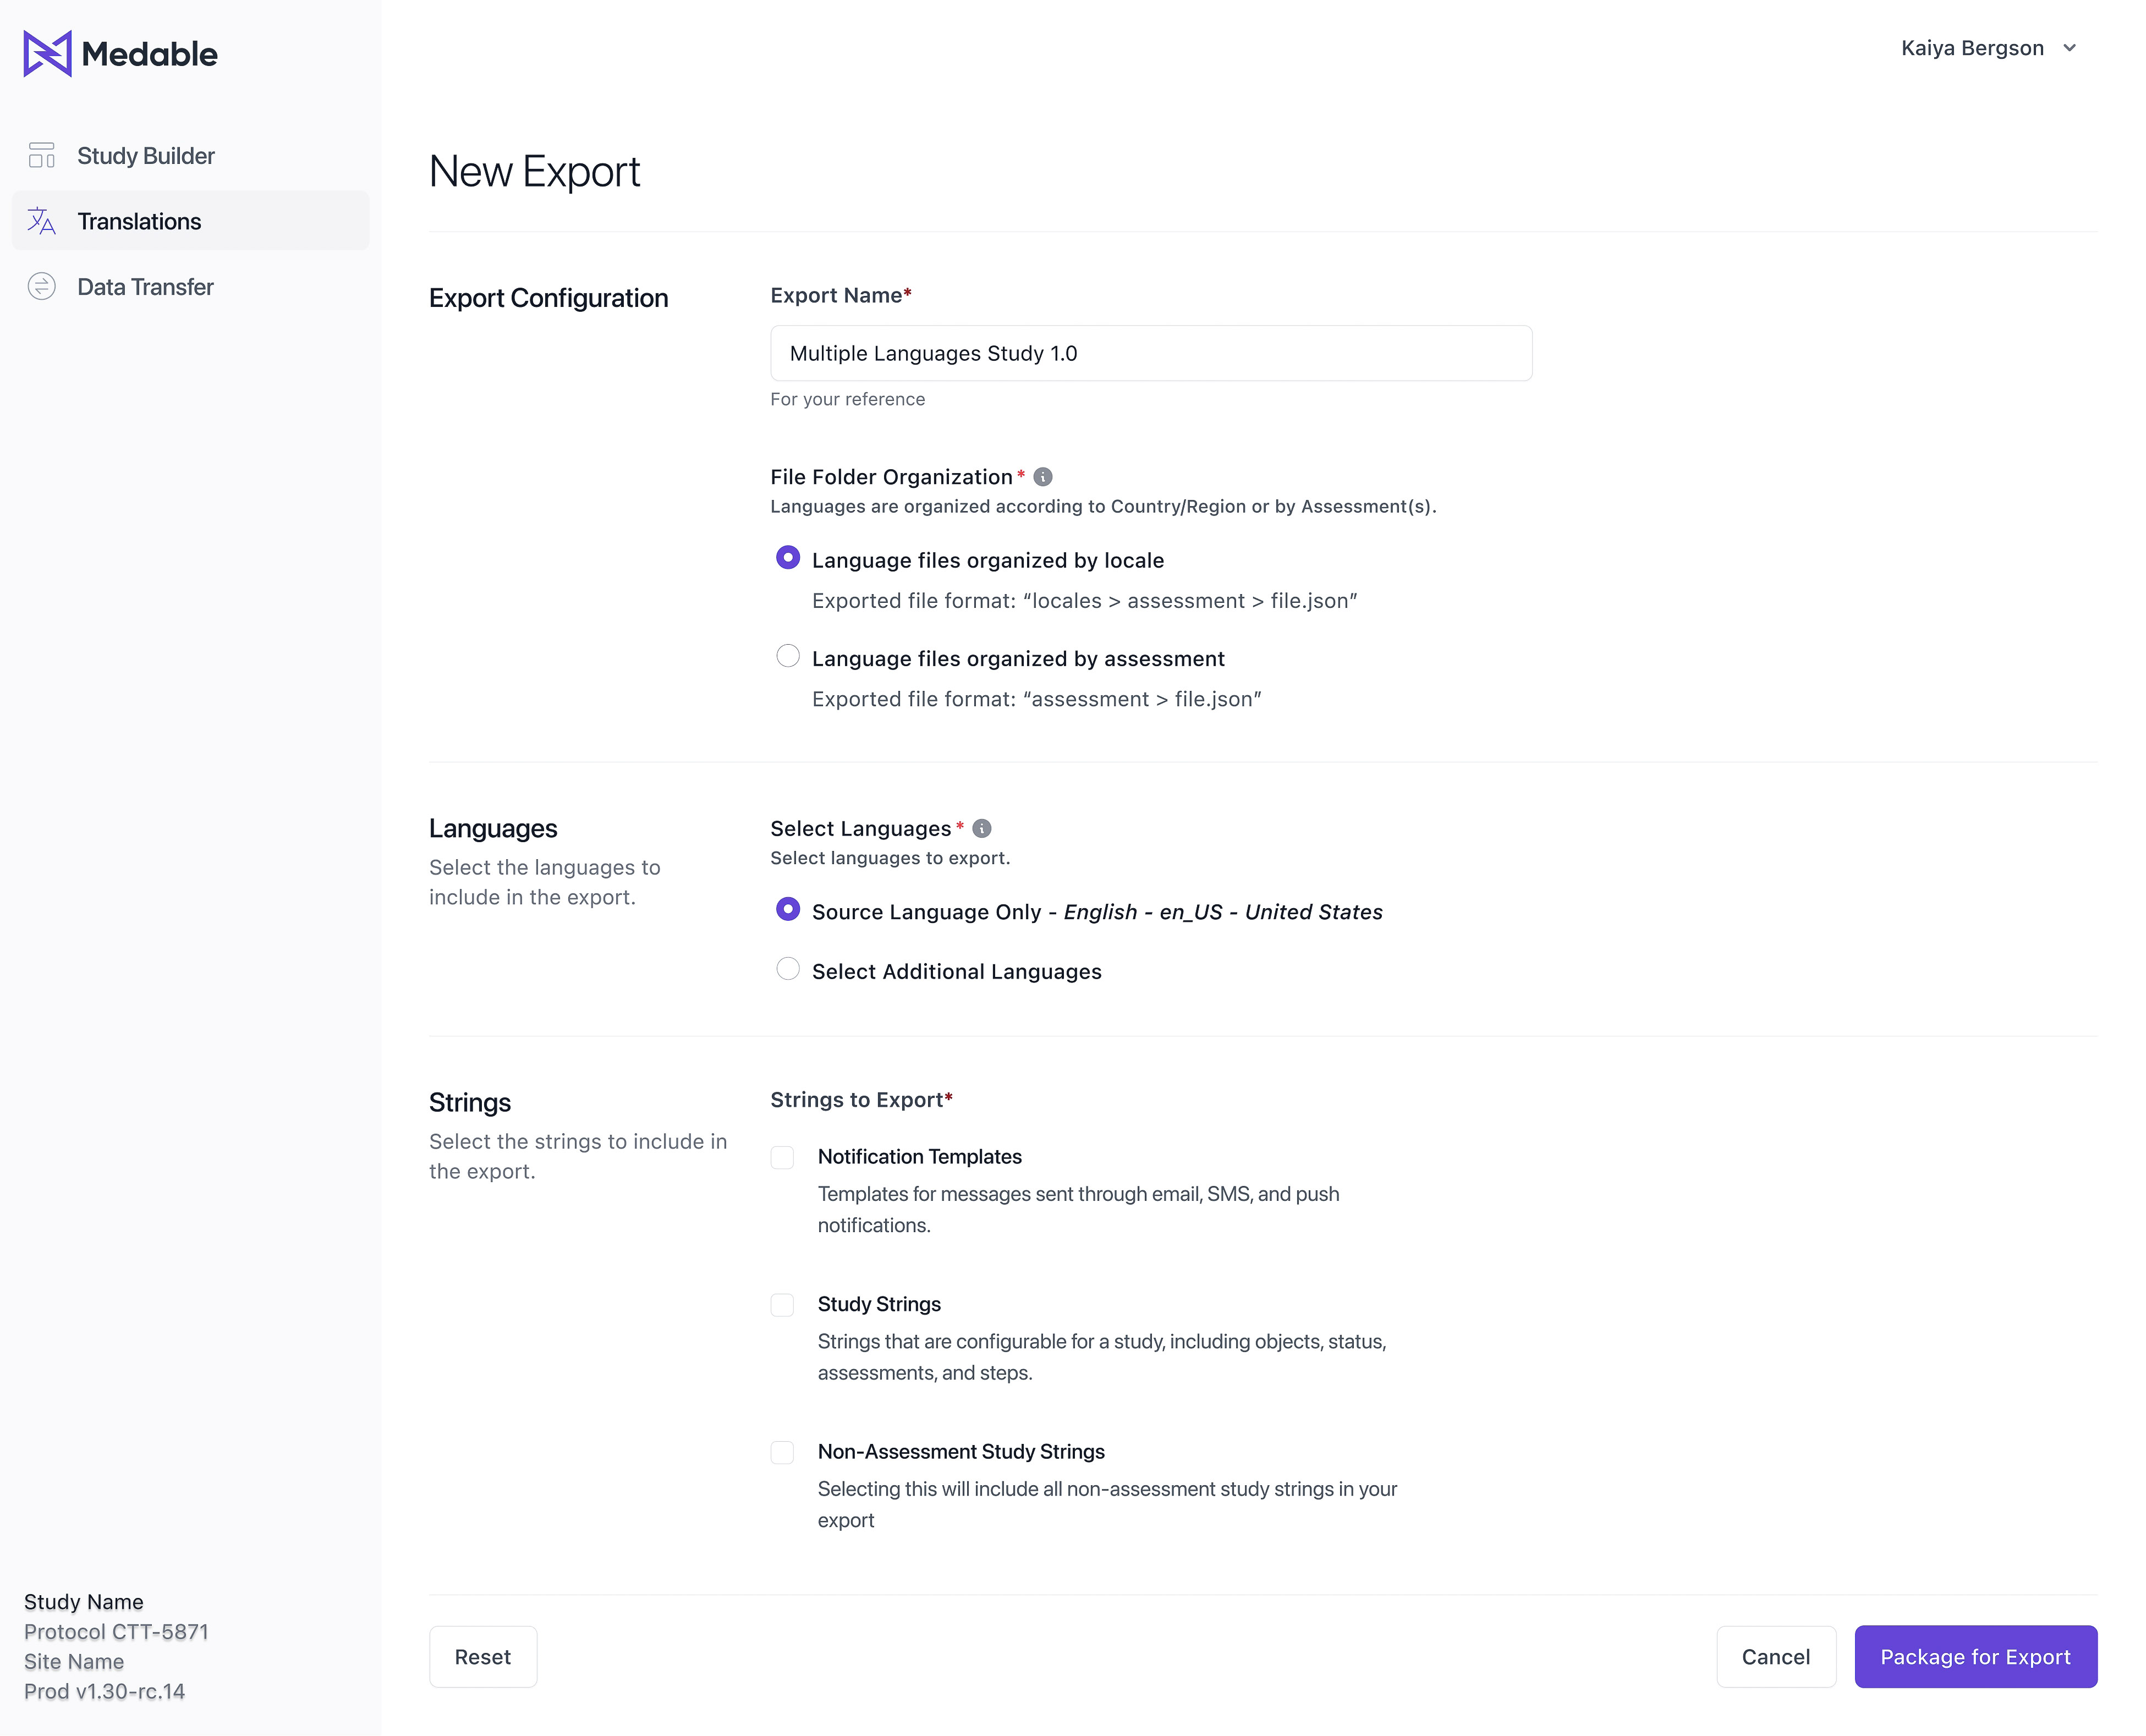 Medable
Kaiya Bergson
Study Builder
Translations
Data Transfer
New Export
Export Configuration
Export Name*
Multiple Languages Study 1.0
For your reference
File Folder Organization*
Languages are organized according to Country/Region or by Assessment(s).
Language files organized by locale
Exported file format: “locales > assessment > file.json”
Language files organized by assessment
Exported file format: “assessment > file.json”
Languages
Select the languages to
include in the export.
Select Languages*
Select languages to export.
Source Language Only - English - en_US - United States
Select Additional Languages
Strings
Select the strings to include in
the export.
Strings to Export*
Notification Templates
Templates for messages sent through email, SMS, and push
notifications.
Study Strings
Strings that are configurable for a study, including objects, status,
assessments, and steps.
Non-Assessment Study Strings
Selecting this will include all non-assessment study strings in your
export
Study Name
Protocol CTT-5871
Site Name
Prod v1.30-rc.14
Reset
Cancel
Package for Export